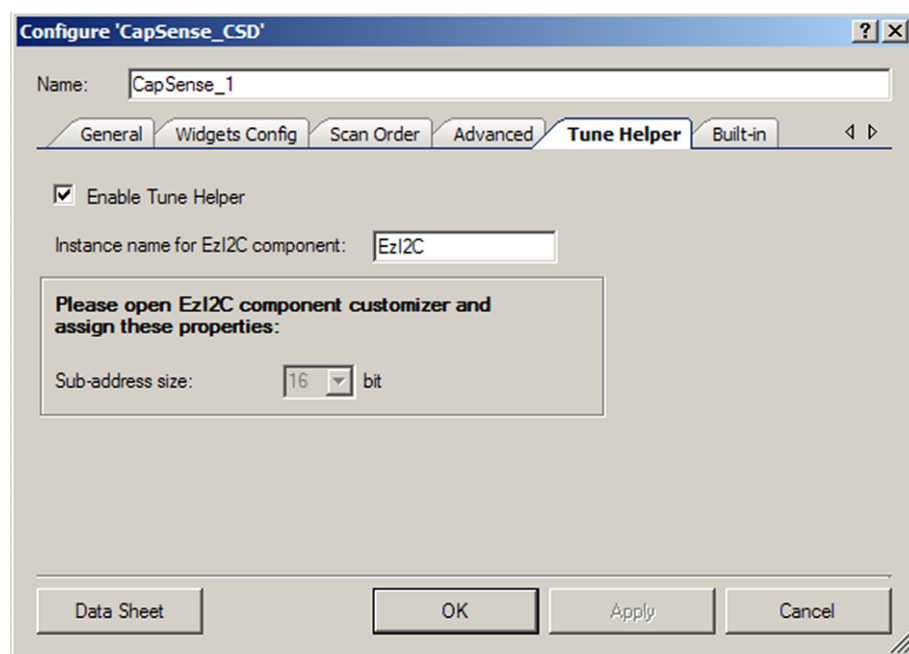 Configure 'CapSense_CSD'
Name: CapSense_1
General Widgets Config Scan Order Advanced Tune Helper Built-in
Enable Tune Helper
Instance name for EzI2C component: EzI2C
Please open EzI2C component customizer and
assign these properties:
Sub-address size: 16 bit
Data Sheet OK Apply Cancel